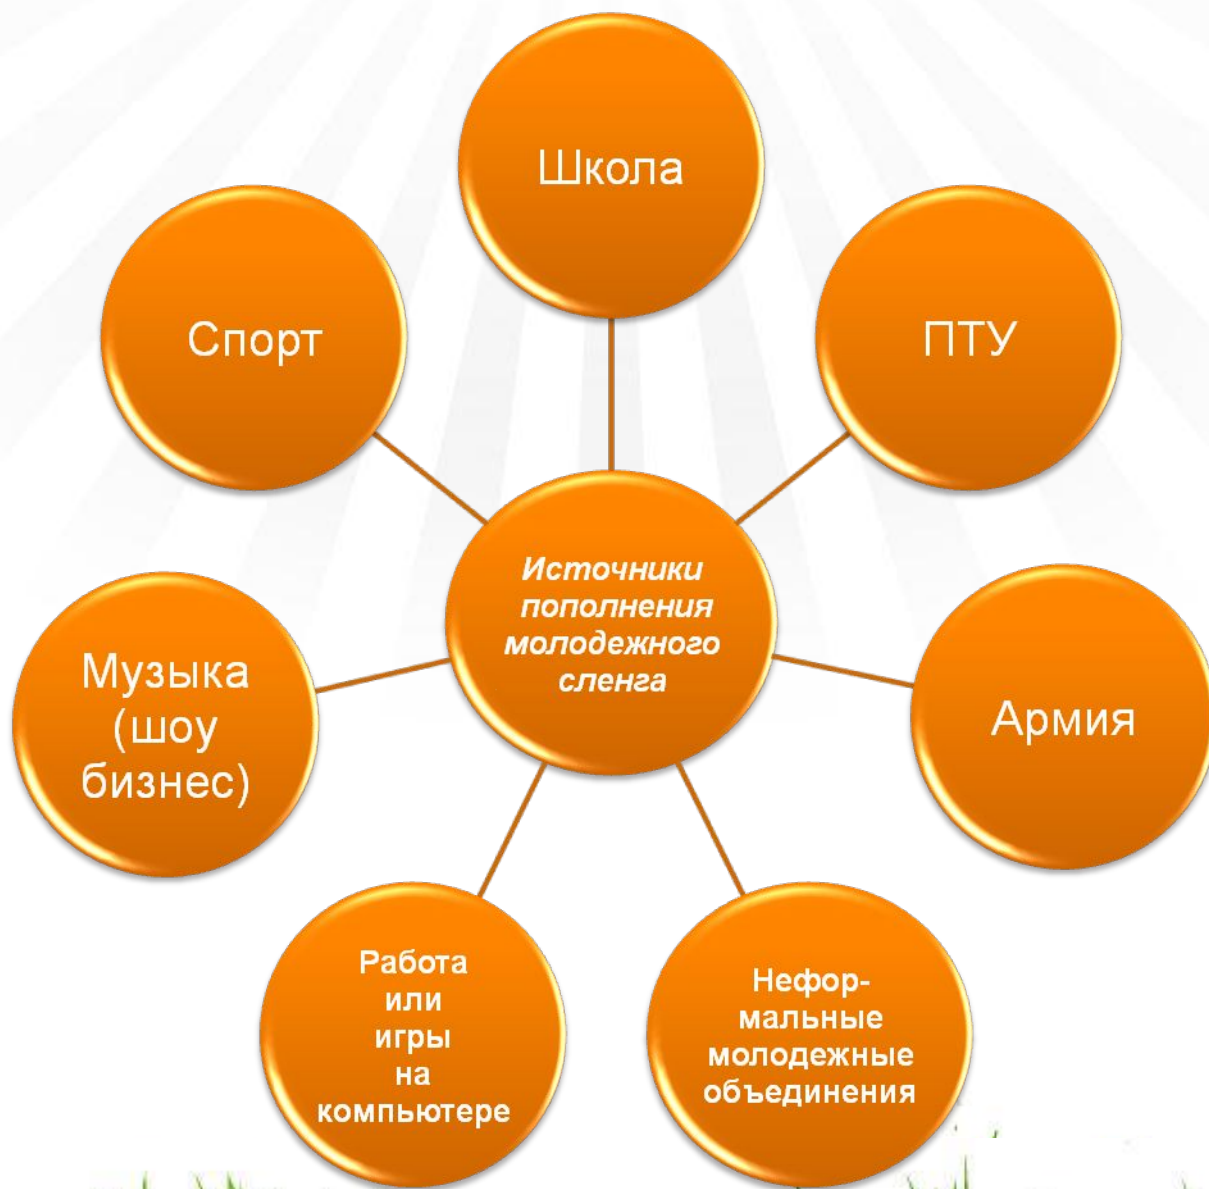 Школа
Спорт
ПТУ
Источники
пополнения
молодежного
сленга
Музыка
(шоу
бизнес)
Армия
Работа
или
игры
на
компьютере
Нефор-
мальные
молодежные
объединения